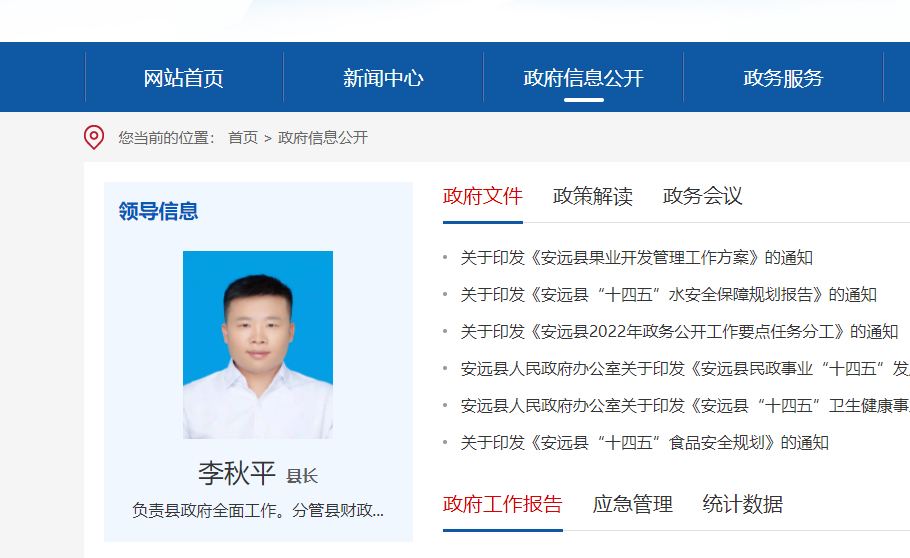 网站首页 新闻中心 政府信息公开 政务服务
您当前的位置： 首页 > 政府信息公开
领导信息
李秋平 县长
负责县政府全面工作。分管县财政...
政府文件 政策解读 政务会议
关于印发《安远县果业开发管理工作方案》的通知
关于印发《安远县“十四五”水安全保障规划报告》的通知
关于印发《安远县2022年政务公开工作要点任务分工》的通知
安远县人民政府办公室关于印发《安远县民政事业“十四五”发
安远县人民政府办公室关于印发《安远县“十四五”卫生健康事
关于印发《安远县“十四五”食品安全规划》的通知
政府工作报告 应急管理 统计数据